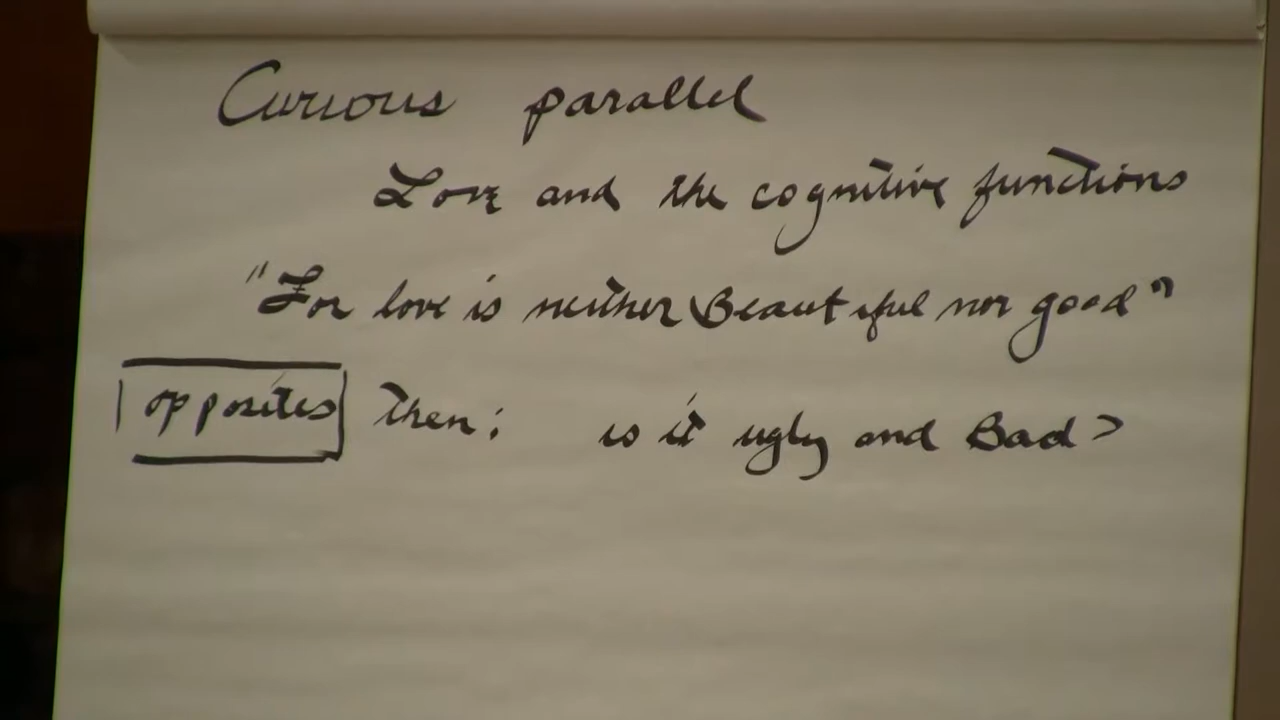 Curious parallel
Love and the cognitive functions
"For love is neither Beautiful nor good"
opposites then: is it ugly and Bad?